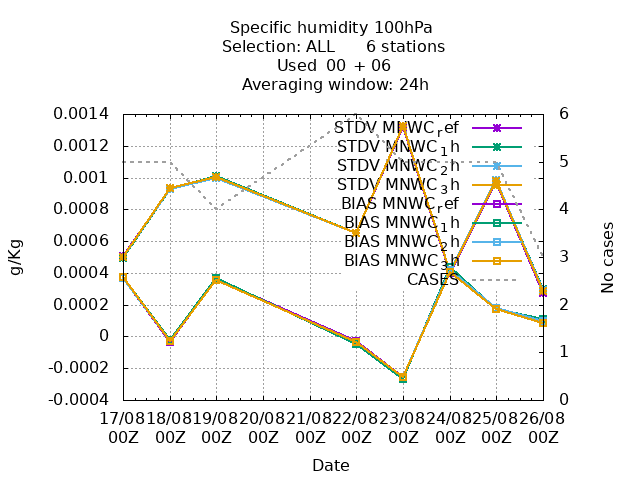 Specific humidity 100hPa
Selection: ALL 6 stations
Used 00 + 06
Averaging window: 24h
0.0014
0.0012
0.001
0.0008
0.0006
0.0004
0.0002
0
-0.0002
-0.0004
g/Kg
STDV MNWC_ref
STDV MNWC_1h
STDV MNWC_2h
STDV MNWC_3h
BIAS MNWC_ref
BIAS MNWC_1h
BIAS MNWC_2h
BIAS MNWC_3h
CASES
6
5
4
3
2
1
0
No cases
17/08 18/08 19/08 20/08 21/08 22/08 23/08 24/08 25/08 26/08
00Z 00Z 00Z 00Z 00Z 00Z 00Z 00Z 00Z 00Z
Date